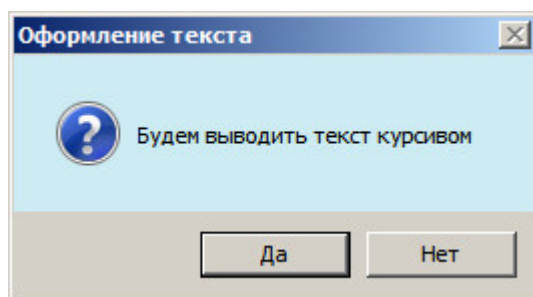 Оформление текста
Будем выводить текст курсивом
Да
Нет